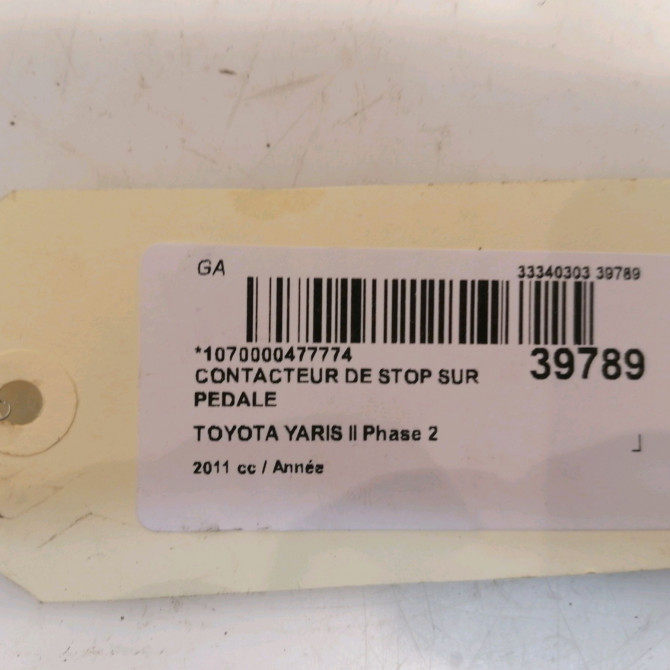 GA
33340303 39789
*1070000477774
39789
CONTACTEUR DE STOP SUR
PEDALE
TOYOTA YARIS II Phase 2
2011 cc / Année